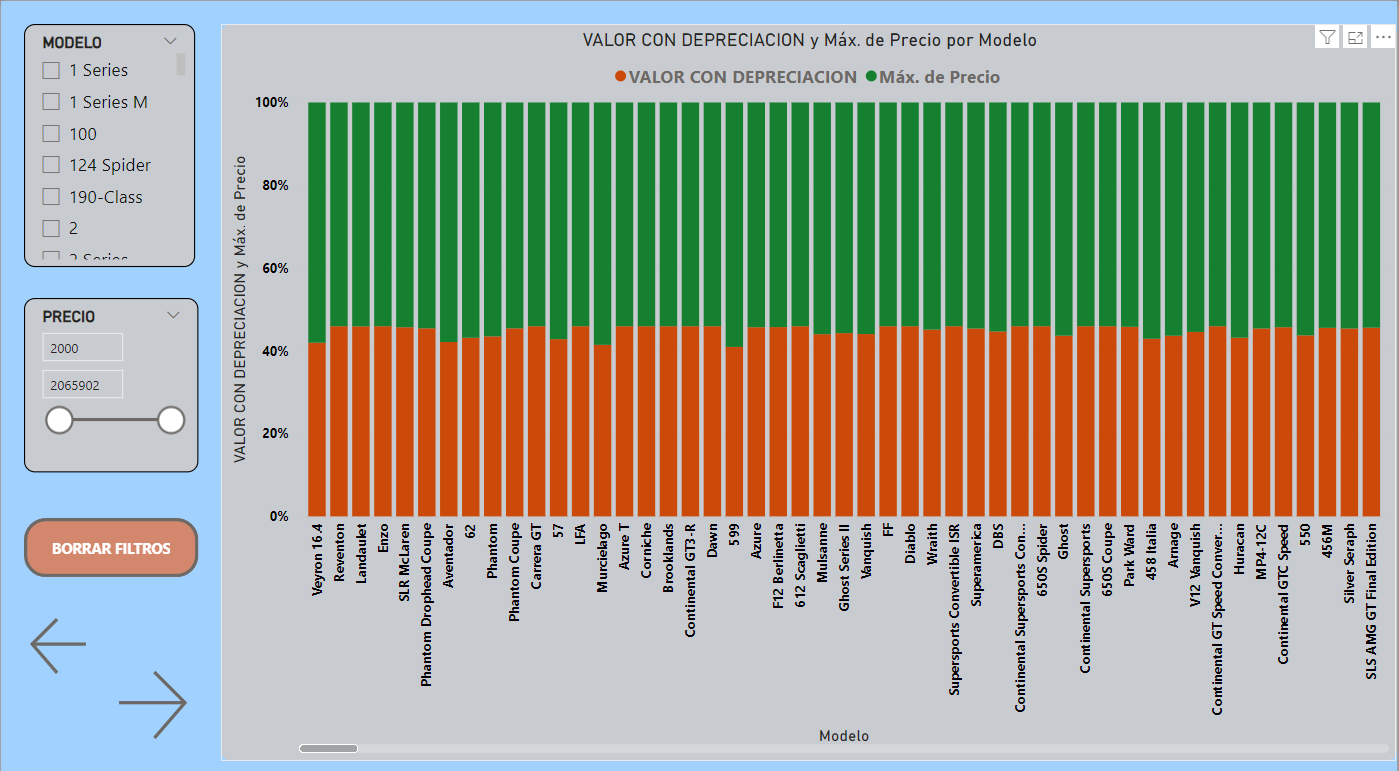 MODELO
1 Series
1 Series M
100
124 Spider
190-Class
2
2 Series
PRECIO
2000
2065902
BORRAR FILTROS
VALOR CON DEPRECIACION y Máx. de Precio por Modelo
VALOR CON DEPRECIACION Máx. de Precio
VALOR CON DEPRECIACION y Máx. de Precio
100%
80%
60%
40%
20%
0%
Veyron 16.4
Reventon
Landaulet
Enzo
SLR McLaren
Phantom Drophead Coupe
Aventador
62
Phantom
Phantom Coupe
Carrera GT
57
LFA
Murcielago
Azure T
Corniche
Brooklands
Continental GT3-R
Dawn
599
Azure
F12 Berlinetta
612 Scaglietti
Mulsanne
Ghost Series II
Vanquish
FF
Diablo
Wraith
Supersports Convertible ISR
Superamerica
DBS
Continental Supersports Con...
650S Spider
Ghost
Continental Supersports
650S Coupe
Park Ward
458 Italia
Arnage
V12 Vanquish
Continental GT Speed Conver...
Huracan
MP4-12C
Continental GTC Speed
550
456M
Silver Seraph
SLS AMG GT Final Edition
Modelo